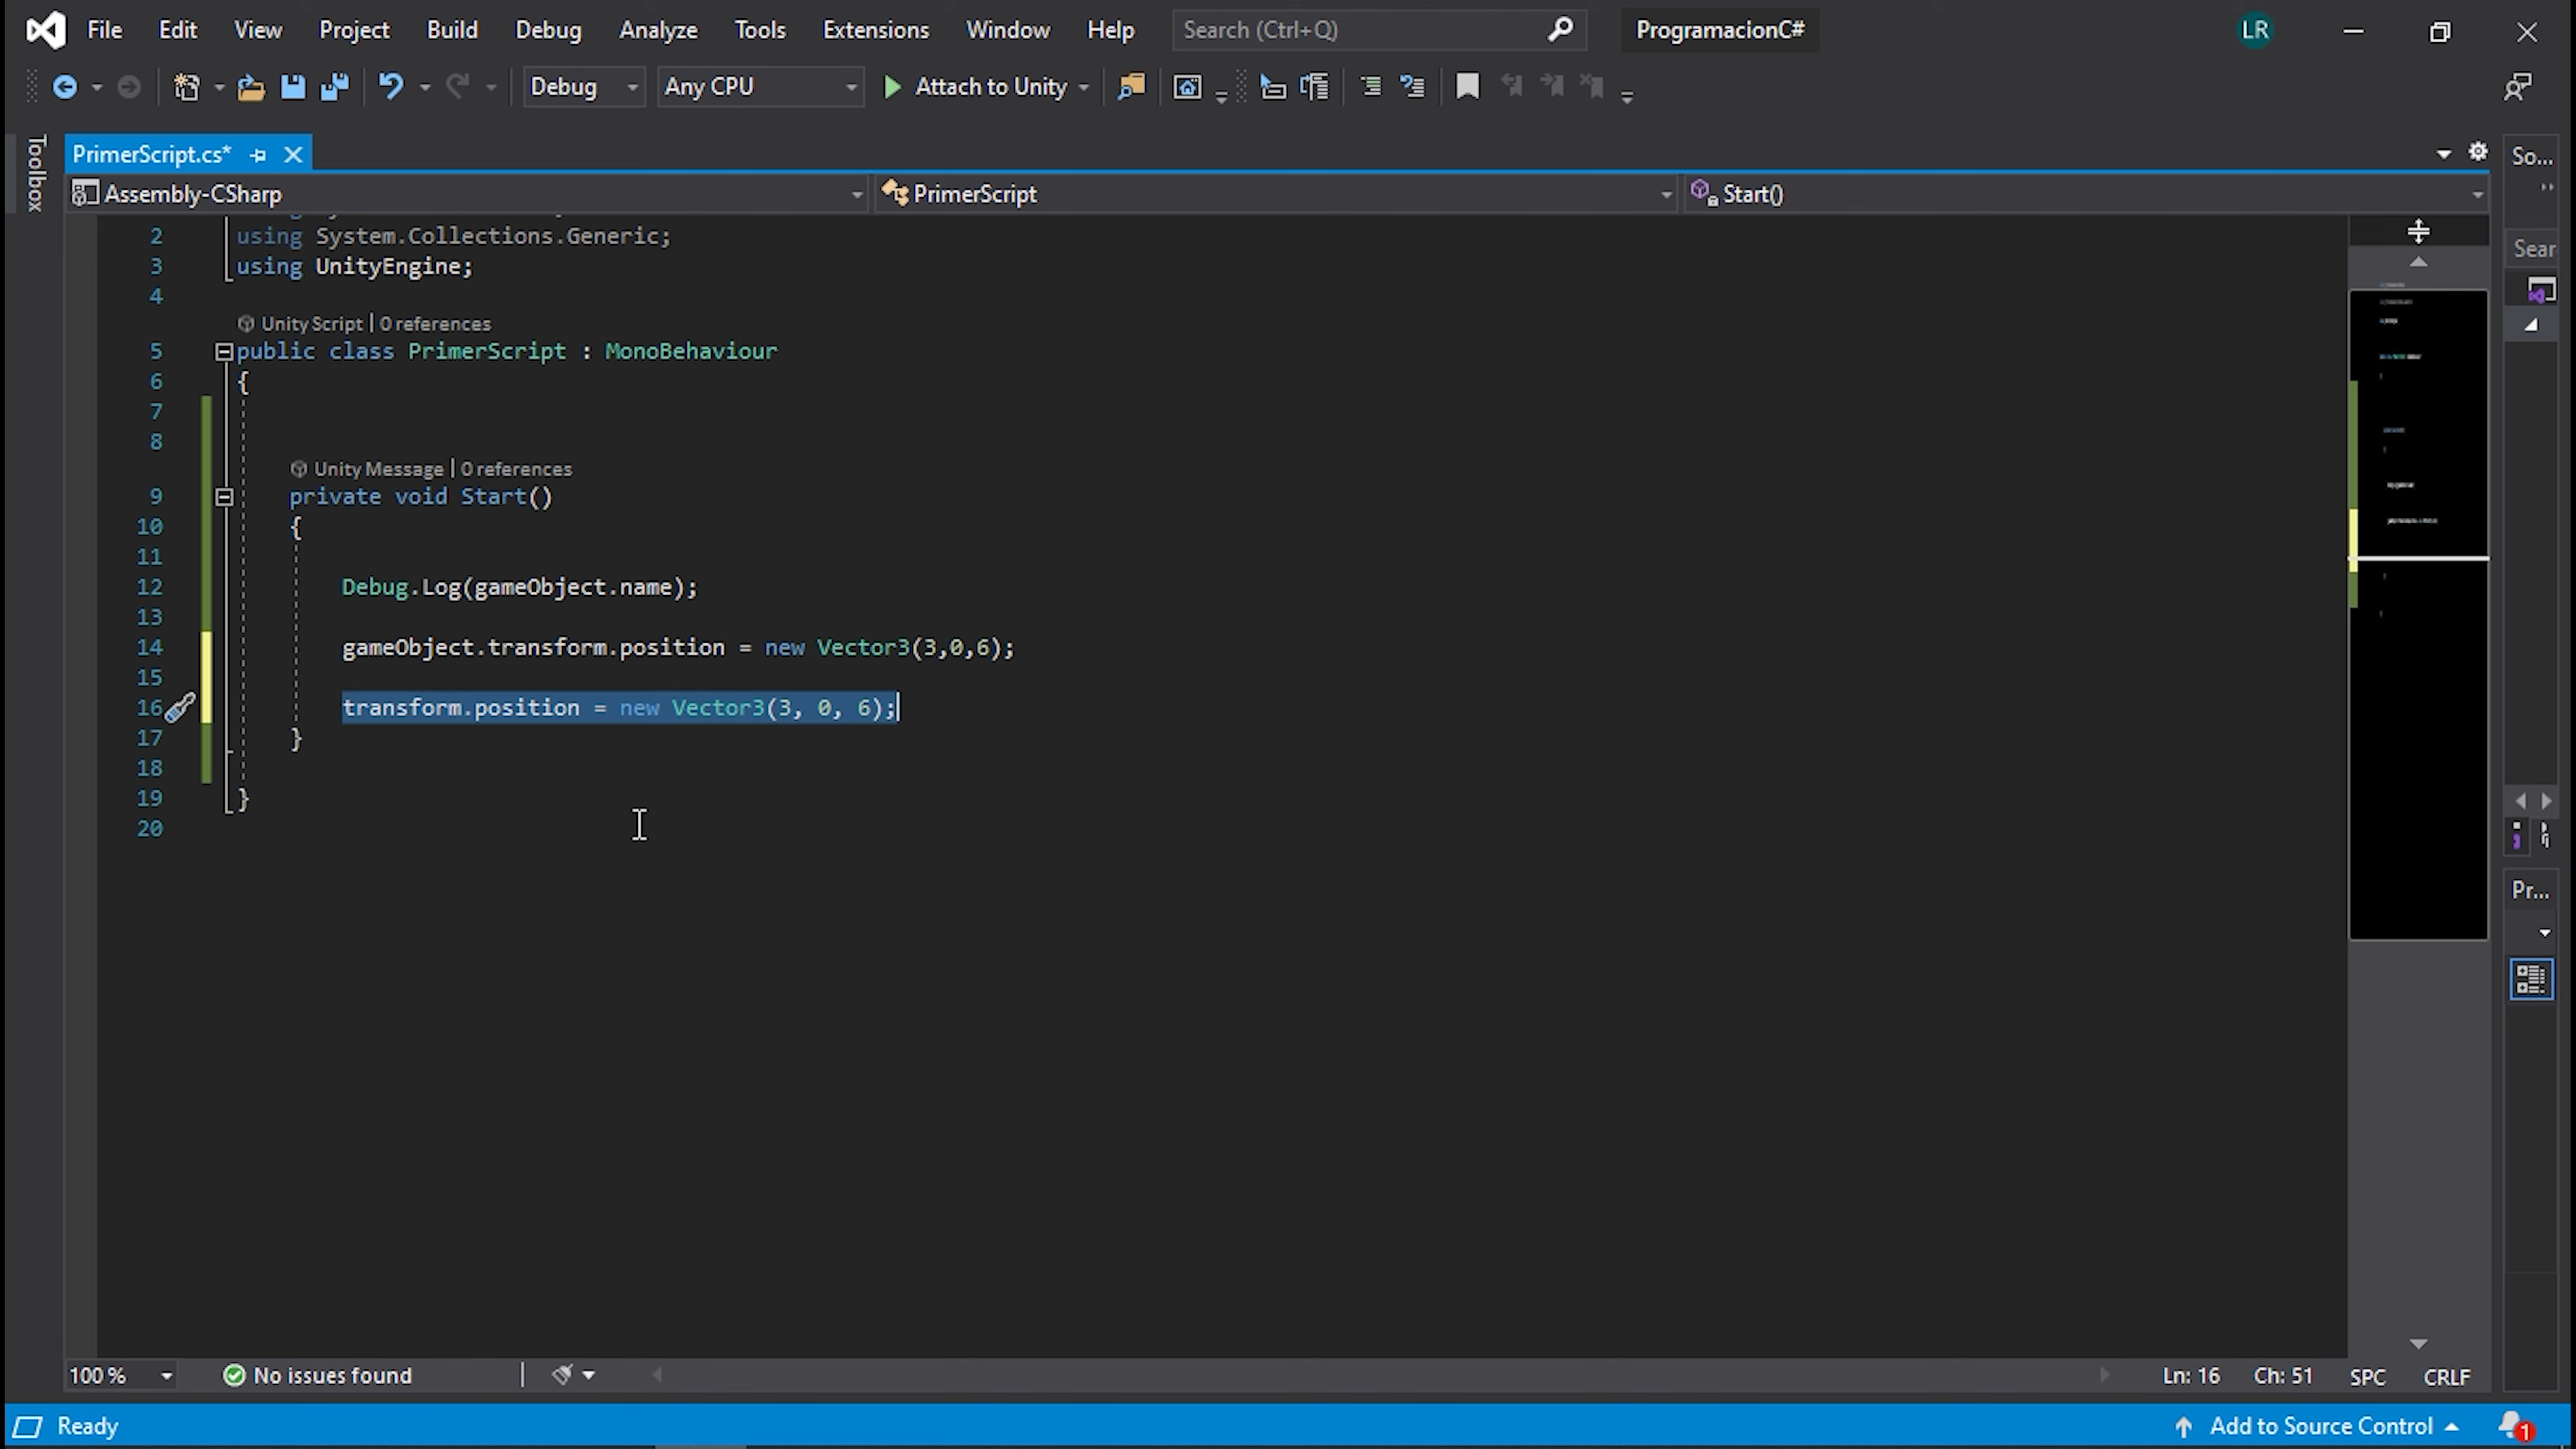 File Edit View Project Build Debug Analyze Tools Extensions Window Help Search (Ctrl+Q) ProgramacionC# LR
Debug Any CPU Attach to Unity
Toolbox
PrimerScript.cs*
So...
Assembly-CSharp PrimerScript Start()
Sear
2 using System.Collections.Generic;
3 using UnityEngine;
4
Unity Script | 0 references
5 public class PrimerScript : MonoBehaviour
6 {
7
8
Unity Message | 0 references
9 private void Start()
10 {
11
12 Debug.Log(gameObject.name);
13
14 gameObject.transform.position = new Vector3(3,0,6);
15
16 transform.position = new Vector3(3, 0, 6);
17 }
18
19 }
20
Pr...
100 % No issues found Ln: 16 Ch: 51 SPC CRLF
Ready Add to Source Control 1